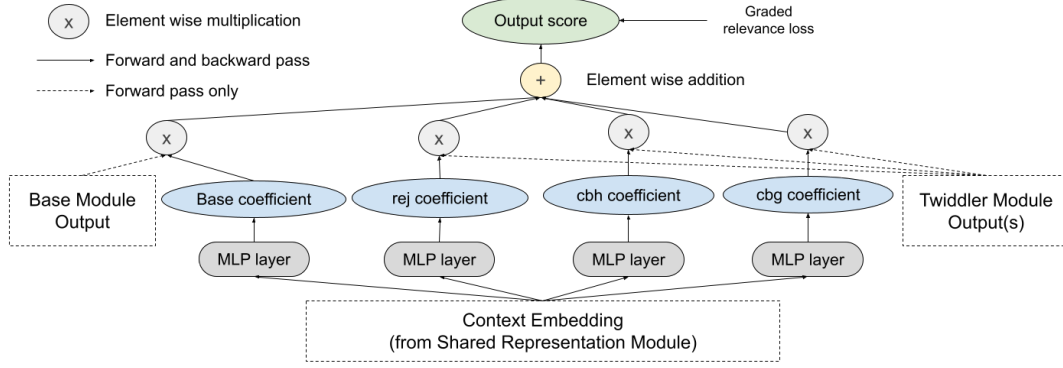 x
Element wise multiplication
Forward and backward pass
Forward pass only
Output score
Graded
relevance loss
+
Element wise addition
x
x
x
x
Base Module
Output
Base coefficient
rej coefficient
cbh coefficient
cbg coefficient
Twiddler Module
Output(s)
MLP layer
MLP layer
MLP layer
MLP layer
Context Embedding
(from Shared Representation Module)